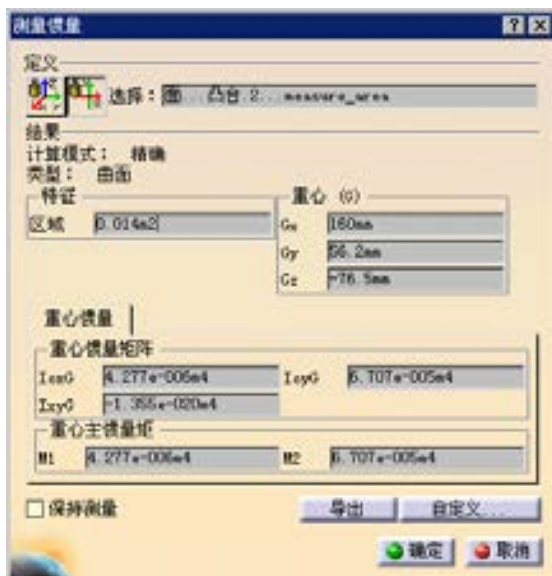 测量惯量
定义
选择： 面...凸台.2...measure_area
结果
计算模式： 精确
类型： 曲面
特征
区域 0.014m2
重心 (G)
Gx 160mm
Gy 56.2mm
Gz -76.5mm
重心惯量
重心惯量矩阵
IoxG 4.277e-006m4 IoyG 6.707e-005m4
IxyG -1.355e-020m4
重心主惯量矩
M1 4.277e-006m4 M2 6.707e-005m4
保持测量 导出 自定义...
确定 取消